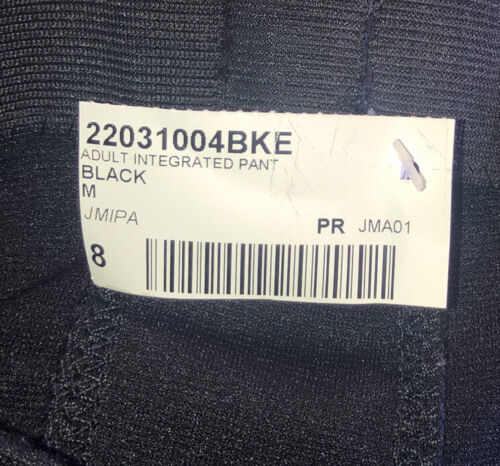 22031004BKE
ADULT INTEGRATED PANT
BLACK
M
JMIPA
PR JMA01
8